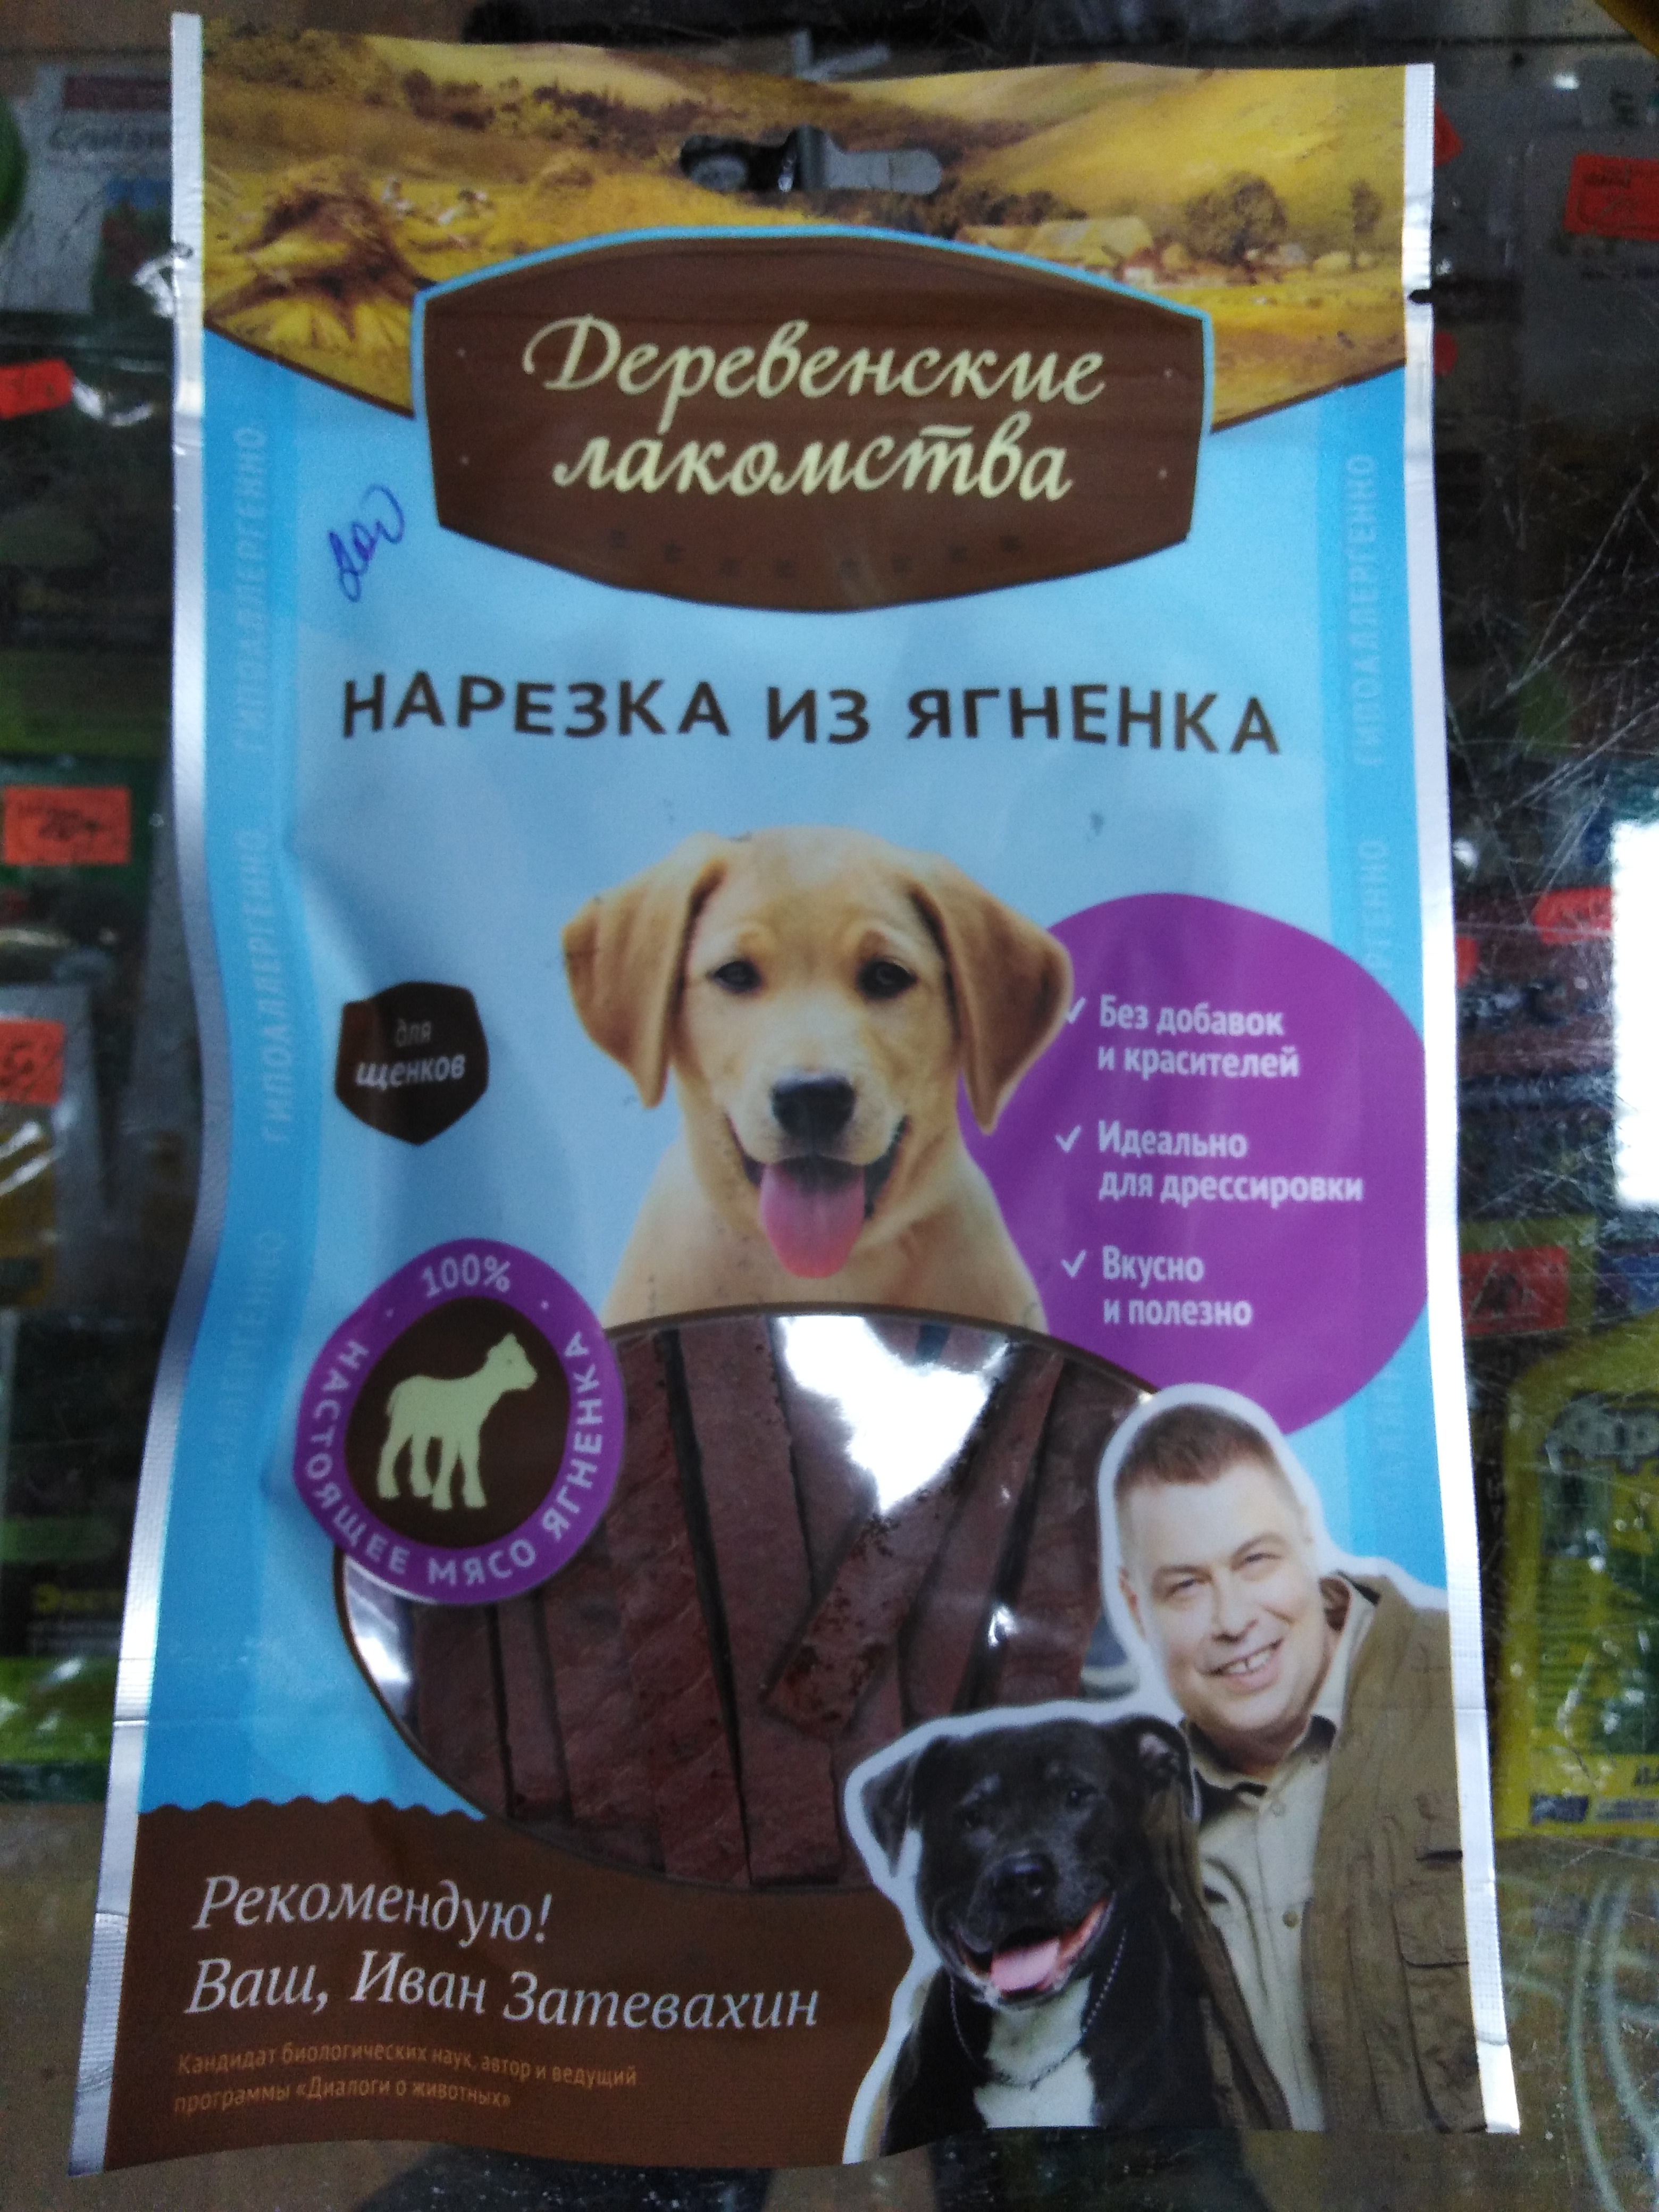 Деревенские
лакомства
НАРЕЗКА ИЗ ЯГНЕНКА
ГИПОАЛЛЕРГЕННО
ГИПОАЛЛЕРГЕННО
ГИПОАЛЛЕРГЕННО
для
щенков
✓ Без добавок
и красителей
✓ Идеально
для дрессировки
✓ Вкусно
и полезно
100%
НАСТОЯЩЕЕ МЯСО ЯГНЕНКА
Рекомендую!
Ваш, Иван Затевахин
Кандидат биологических наук, автор и ведущий
программы «Диалоги о животных»